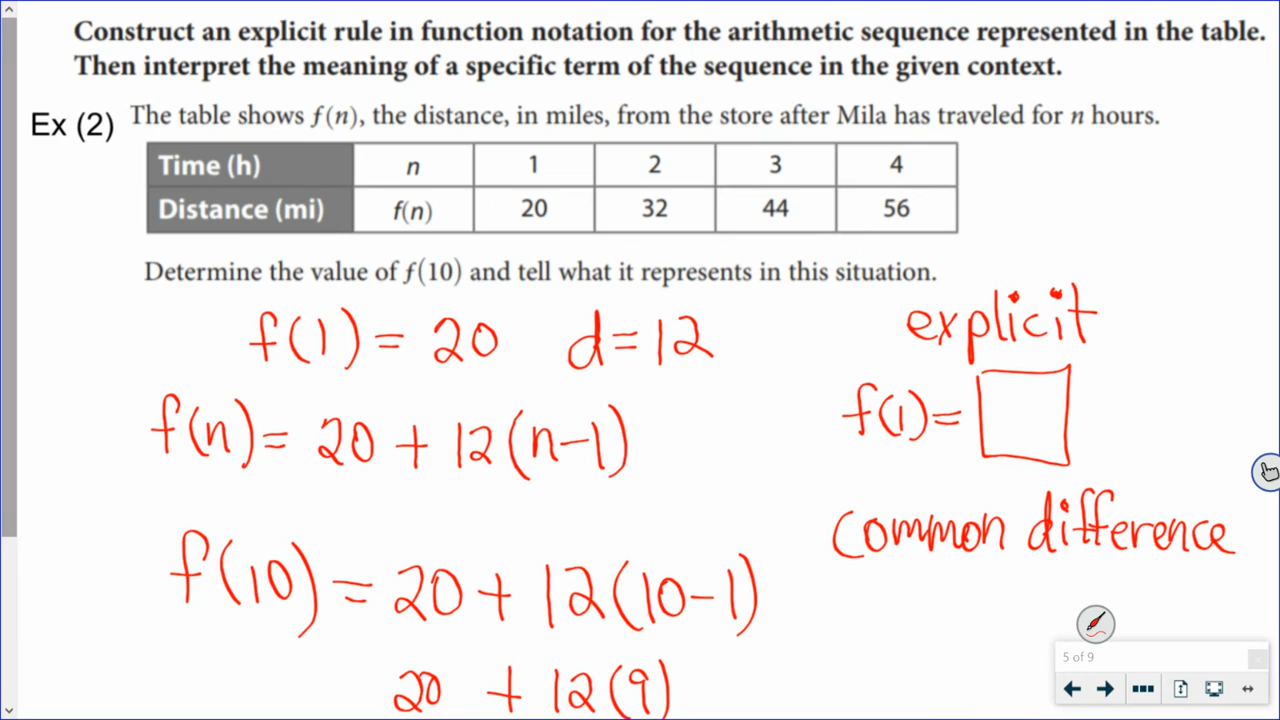 Construct an explicit rule in function notation for the arithmetic sequence represented in the table.
Then interpret the meaning of a specific term of the sequence in the given context.
Ex (2) The table shows f(n), the distance, in miles, from the store after Mila has traveled for n hours.
Time (h) n 1 2 3 4
Distance (mi) f(n) 20 32 44 56
Determine the value of f(10) and tell what it represents in this situation.
f(1) = 20 d = 12
explicit
f(n) = 20 + 12(n-1)
f(1) =
common difference
f(10) = 20 + 12(10-1)
20 + 12(9)
5 of 9